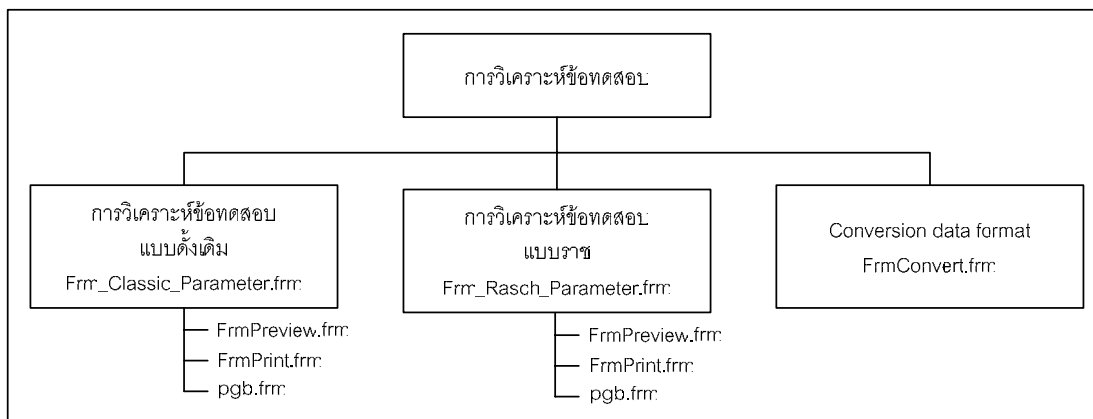 การวิเคราะห์ข้อทดสอบ
การวิเคราะห์ข้อทดสอบ
แบบดั้งเดิม
Frm_Classic_Parameter.frm
FrmPreview.frm
FrmPrint.frm
pgb.frm
การวิเคราะห์ข้อทดสอบ
แบบราซ
Frm_Rasch_Parameter.frm
FrmPreview.frm
FrmPrint.frm
pgb.frm
Conversion data format
FrmConvert.frm